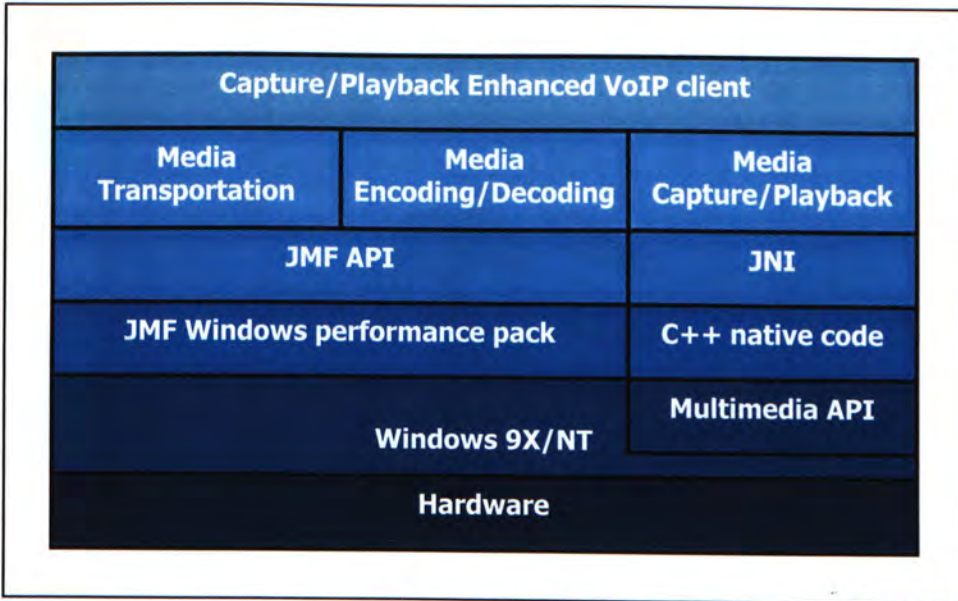 Capture/Playback Enhanced VoIP client
Media
Transportation
Media
Encoding/Decoding
Media
Capture/Playback
JMF API
JNI
JMF Windows performance pack
C++ native code
Multimedia API
Windows 9X/NT
Hardware